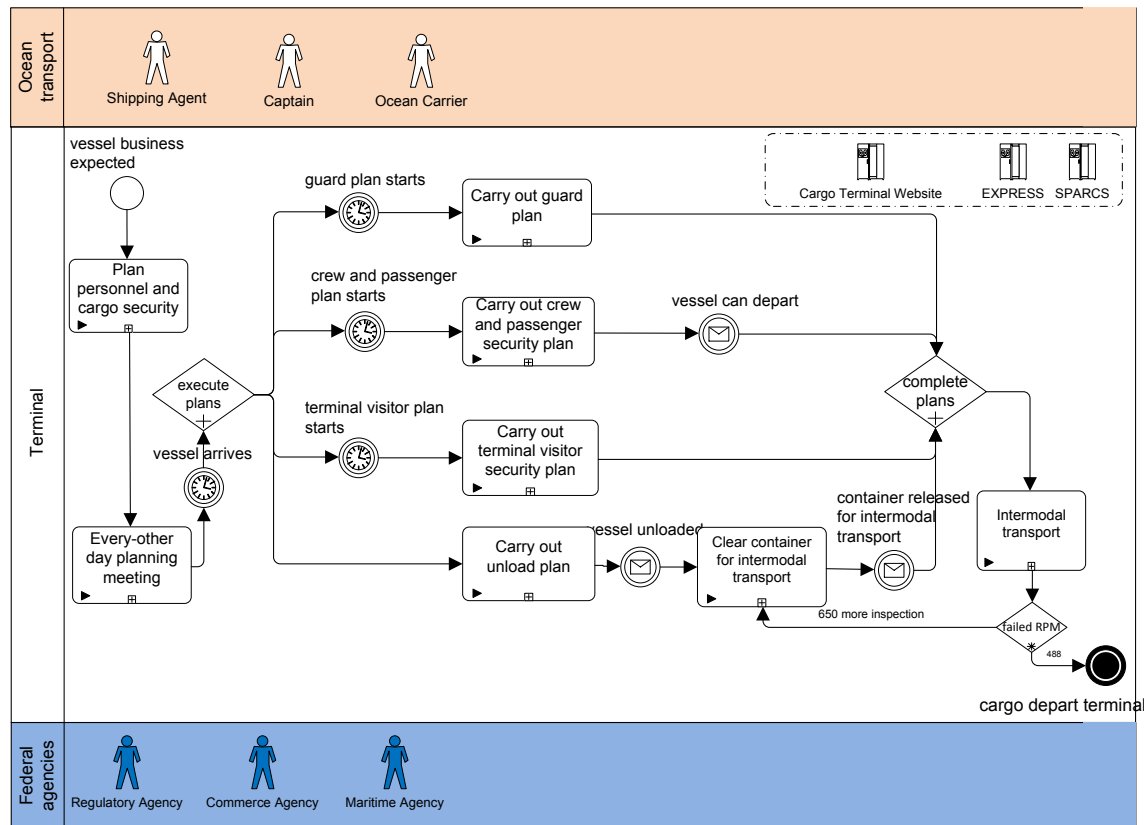 Ocean
transport
Shipping Agent
Captain
Ocean Carrier
Terminal
vessel business
expected
Cargo Terminal Website
EXPRESS
SPARCS
guard plan starts
Carry out guard
plan
Plan
personnel and
cargo security
crew and passenger
plan starts
Carry out crew
and passenger
security plan
vessel can depart
execute
plans
complete
plans
terminal visitor plan
starts
Carry out
terminal visitor
security plan
vessel arrives
container released
for intermodal
transport
Every-other
day planning
meeting
Carry out
unload plan
vessel unloaded
Clear container
for intermodal
transport
Intermodal
transport
650 more inspection
failed RPM
488
cargo depart terminal
Federal
agencies
Regulatory Agency
Commerce Agency
Maritime Agency